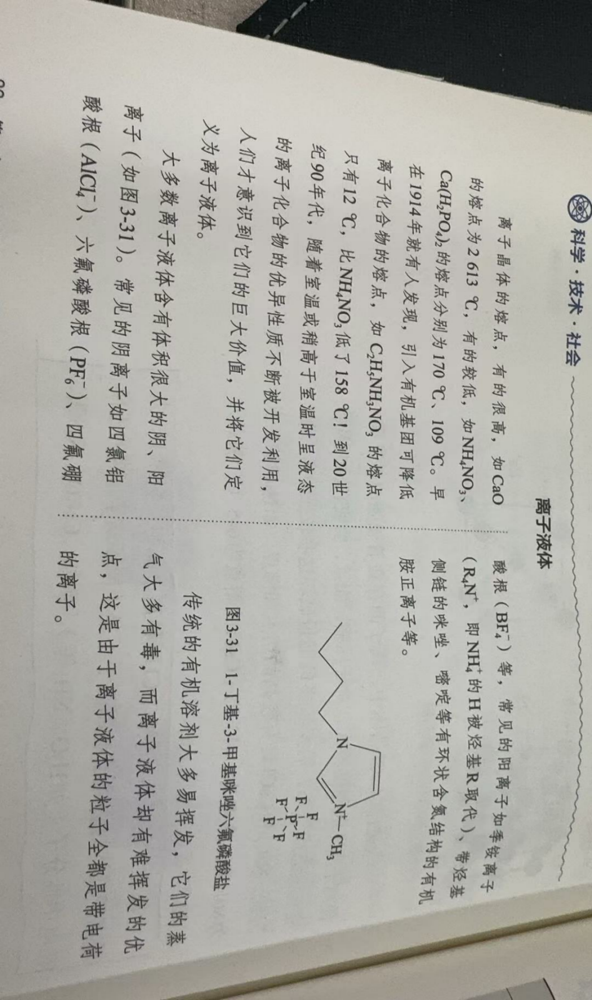 科学·技术·社会
离子液体
离子晶体的熔点，有的很高，如CaO
的熔点为2 613 ℃，有的较低，如NH₄NO₃、
Ca(H₂PO₄)₂的熔点分别为170 ℃、109 ℃。早
在1914年就有人发现，引入有机基团可降低
离子化合物的熔点，如C₂H₅NH₃NO₃的熔点
只有12 ℃，比NH₄NO₃低了158 ℃！到20世
纪90年代，随着室温或稍高于室温时呈液态
的离子化合物的优异性质不断被开发利用，
人们才意识到它们的巨大价值，并将它们定
义为离子液体。
大多数离子液体含有体积很大的阴、阳
离子（如图3-31）。常见的阴离子如四氯铝
酸根（AlCl₄⁻）、六氟磷酸根（PF₆⁻）、四氟硼
酸根（BF₄⁻）等，常见的阳离子如季铵离子
（R₄N⁺，即NH₄⁺的H被烃基R取代）、带烃基
侧链的咪唑、嘧啶等有环状含氮结构的有机
胺正离子等。
N
N⁺—CH₃
F
F
F
P
F
F
F
图3-31 1-丁基-3-甲基咪唑六氟磷酸盐
传统的有机溶剂大多易挥发，它们的蒸
气大多有毒，而离子液体却有难挥发的优
点，这是由于离子液体的粒子全都是带电荷
的离子。